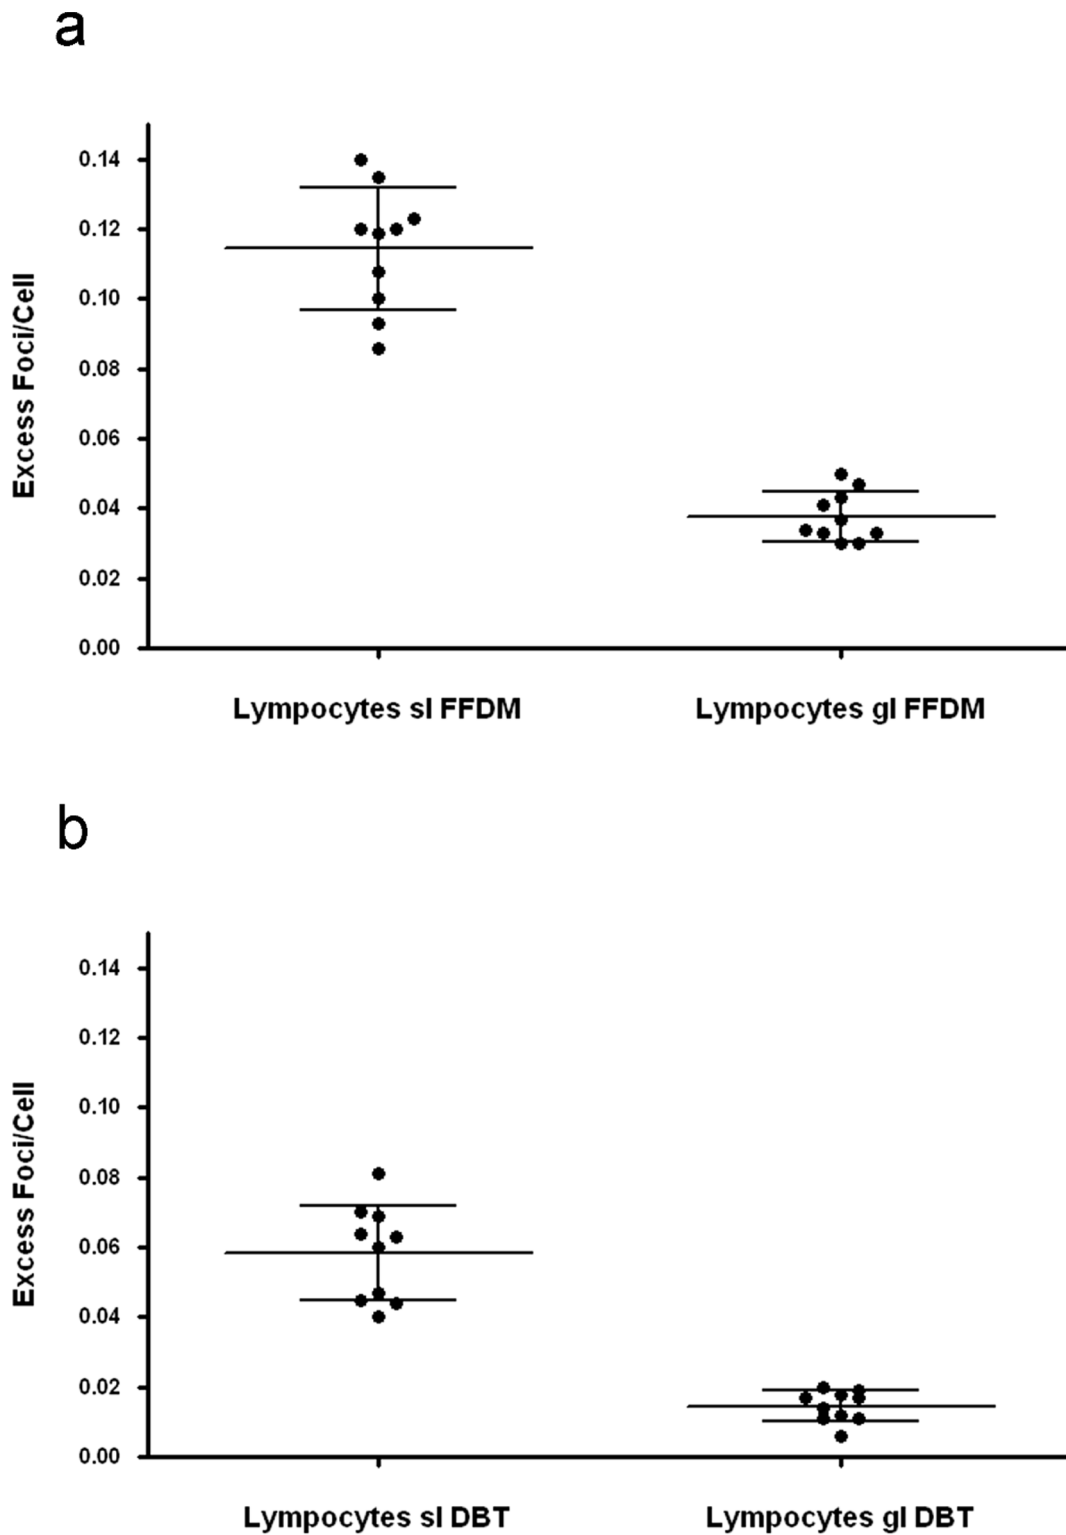 a
Excess Foci/Cell
0.14
0.12
0.10
0.08
0.06
0.04
0.02
0.00
Lympocytes sl FFDM
Lympocytes gl FFDM
b
Excess Foci/Cell
0.14
0.12
0.10
0.08
0.06
0.04
0.02
0.00
Lympocytes sl DBT
Lympocytes gl DBT